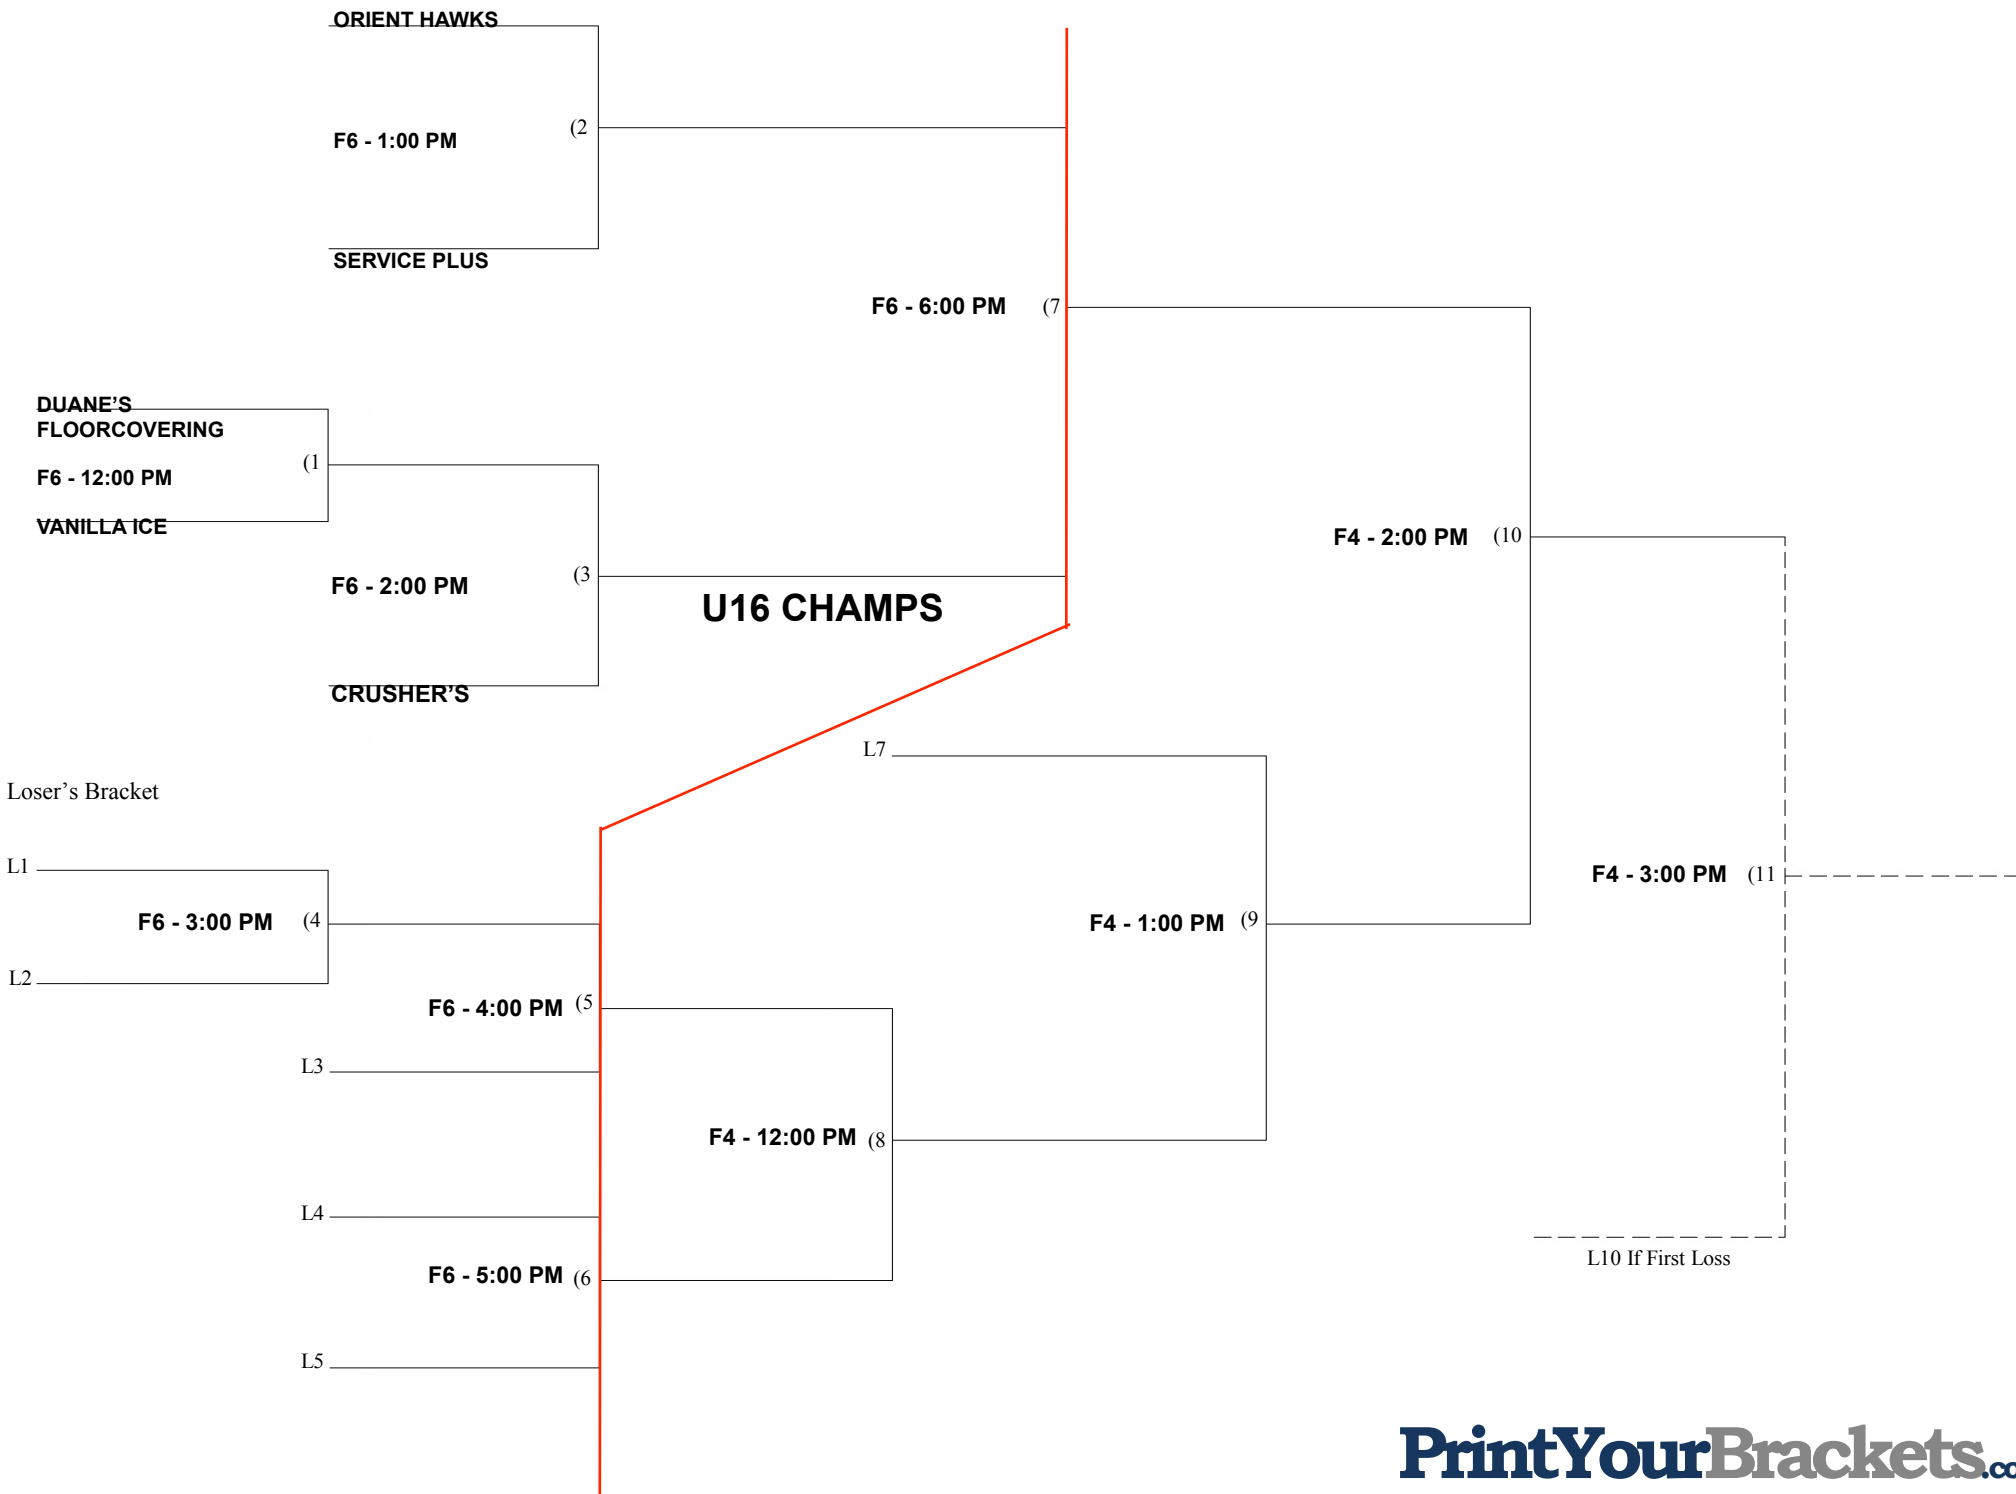 ORIENT HAWKS
F6 - 1:00 PM
(2
SERVICE PLUS
F6 - 6:00 PM
(7
DUANE’S
FLOORCOVERING
(1
F6 - 12:00 PM
VANILLA ICE
F4 - 2:00 PM
(10
F6 - 2:00 PM
(3
U16 CHAMPS
CRUSHER’S
L7
Loser’s Bracket
L1
F6 - 3:00 PM
(4
F4 - 1:00 PM
(9
F4 - 3:00 PM
(11
L2
F6 - 4:00 PM
(5
L3
F4 - 12:00 PM
(8
L4
L10 If First Loss
F6 - 5:00 PM
(6
L5
PrintYourBrackets.co